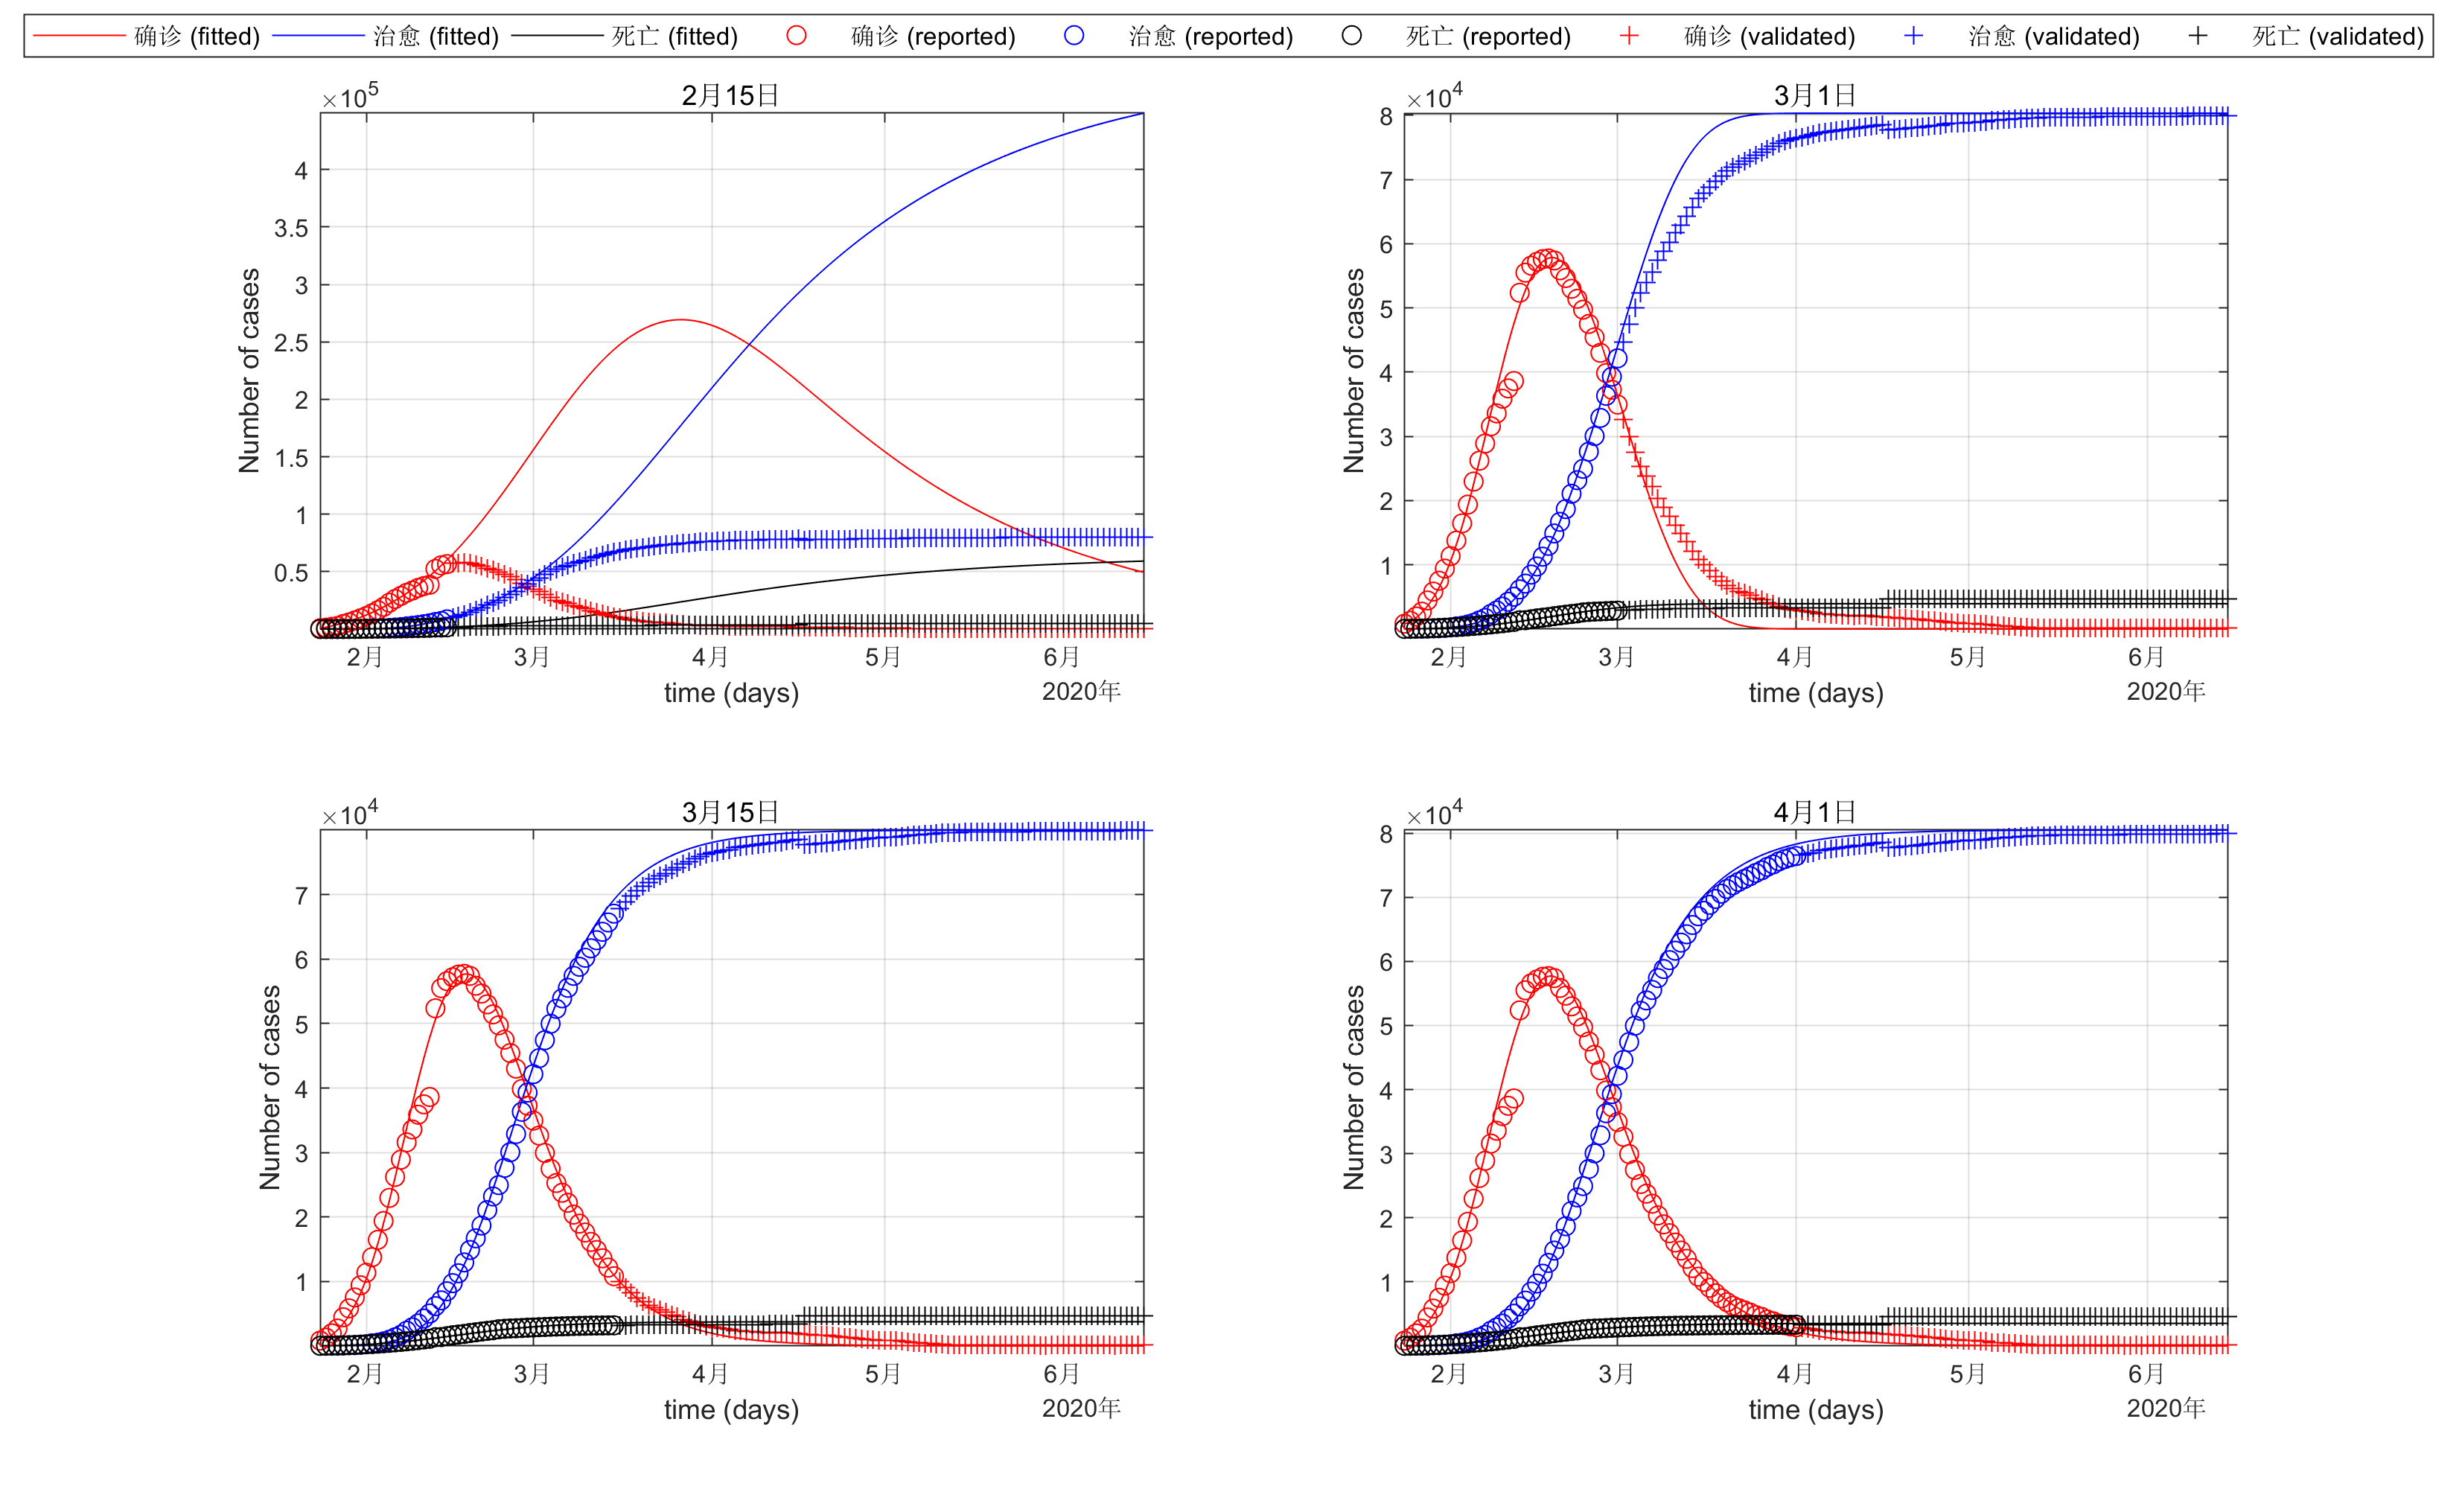 确诊 (fitted) 治愈 (fitted) 死亡 (fitted) 确诊 (reported) 治愈 (reported) 死亡 (reported) 确诊 (validated) 治愈 (validated) 死亡 (validated)
×10⁵
2月15日
4
3.5
3
2.5
2
1.5
1
0.5
Number of cases
2月 3月 4月 5月 6月
time (days)
2020年
×10⁴
3月1日
8
7
6
5
4
3
2
1
Number of cases
2月 3月 4月 5月 6月
time (days)
2020年
×10⁴
3月15日
7
6
5
4
3
2
1
Number of cases
2月 3月 4月 5月 6月
time (days)
2020年
×10⁴
4月1日
8
7
6
5
4
3
2
1
Number of cases
2月 3月 4月 5月 6月
time (days)
2020年